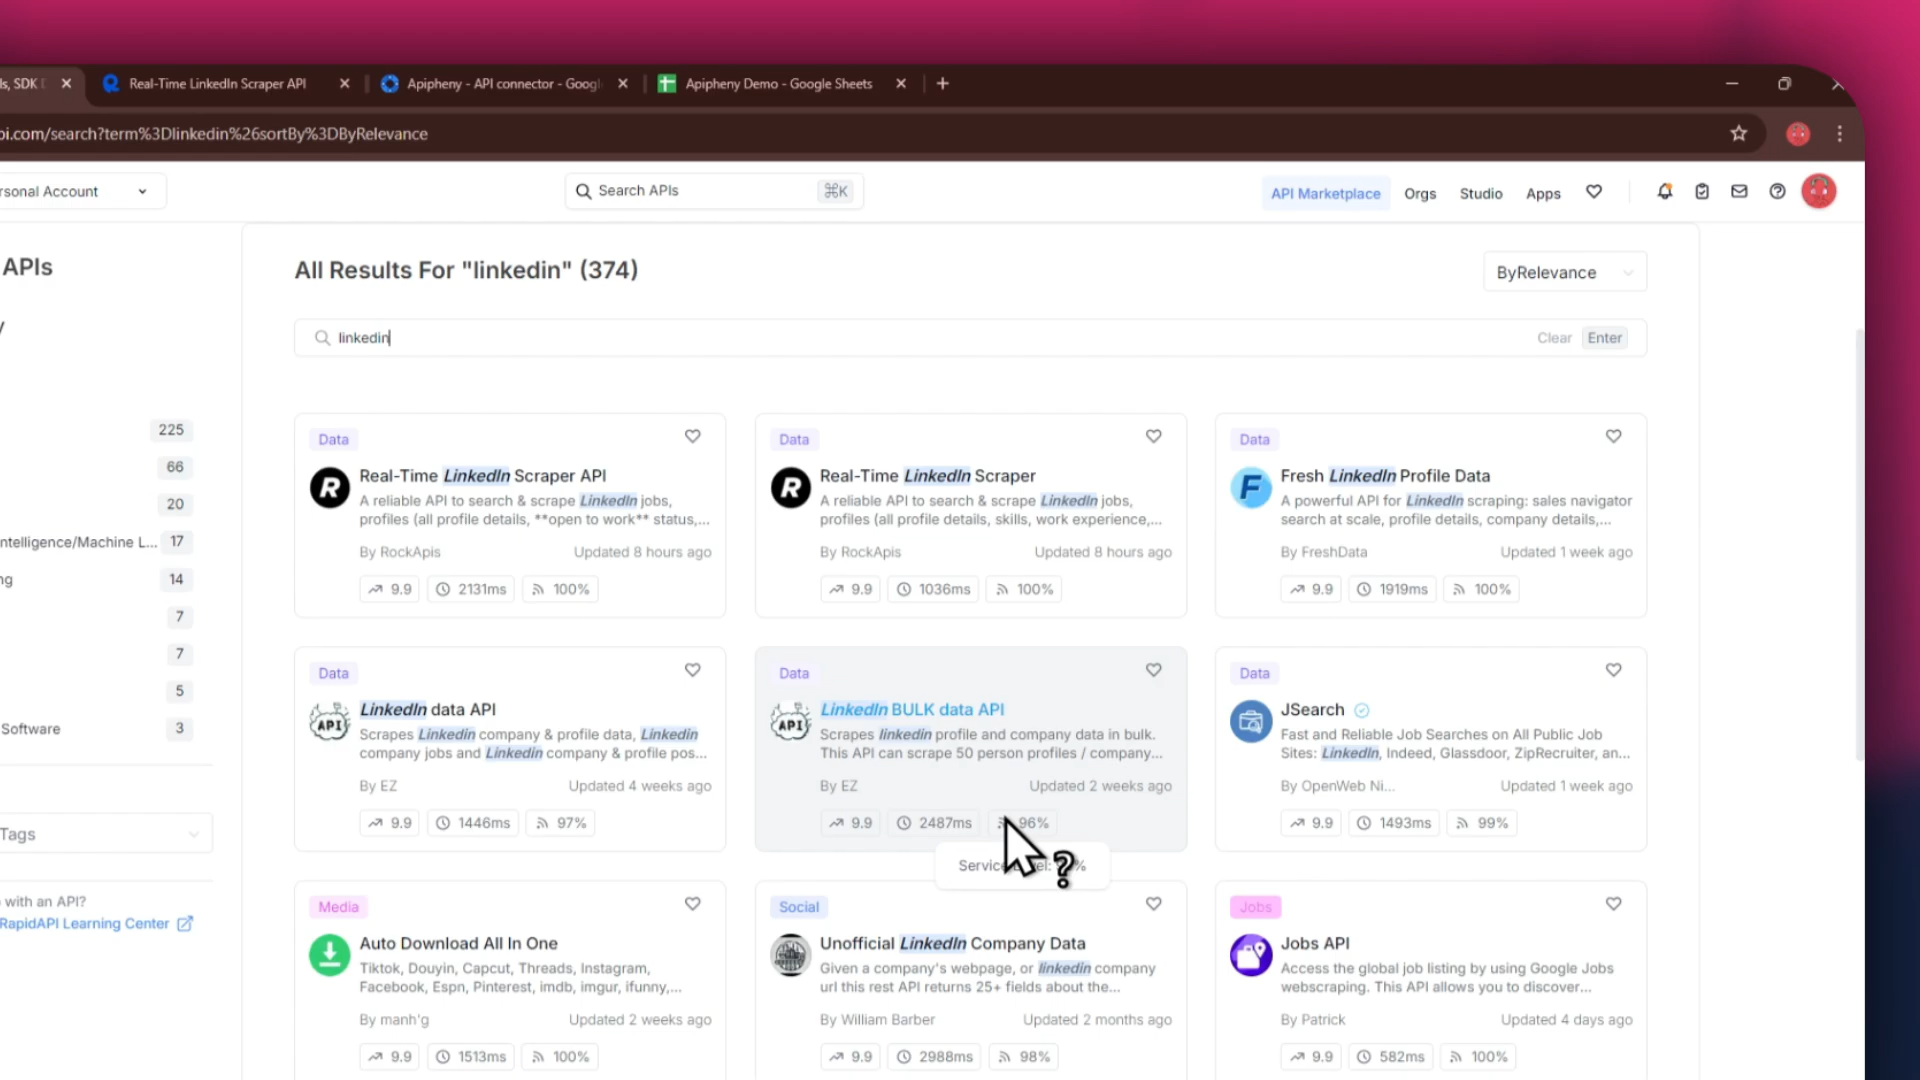 ls, SDK D
Real-Time LinkedIn Scraper API
Apipheny - API connector - Googl
Apipheny Demo - Google Sheets
pi.com/search?term%3Dlinkedin%26sortBy%3DByRelevance
rsonal Account
Search APIs
⌘K
API Marketplace
Orgs
Studio
Apps
APIs
All Results For "linkedin" (374)
ByRelevance
linkedin
Clear
Enter
225
66
20
ntelligence/Machine L... 17
ng 14
7
7
5
Software 3
Tags
with an API?
RapidAPI Learning Center
Data
Real-Time LinkedIn Scraper API
A reliable API to search & scrape LinkedIn jobs,
profiles (all profile details, **open to work** status,...
By RockApis
Updated 8 hours ago
9.9
2131ms
100%
Data
Real-Time LinkedIn Scraper
A reliable API to search & scrape LinkedIn jobs,
profiles (all profile details, skills, work experience,...
By RockApis
Updated 8 hours ago
9.9
1036ms
100%
Data
Fresh LinkedIn Profile Data
A powerful API for LinkedIn scraping: sales navigator
search at scale, profile details, company details,...
By FreshData
Updated 1 week ago
9.9
1919ms
100%
Data
LinkedIn data API
Scrapes Linkedin company & profile data, Linkedin
company jobs and Linkedin company & profile pos...
By EZ
Updated 4 weeks ago
9.9
1446ms
97%
Data
LinkedIn BULK data API
Scrapes linkedin profile and company data in bulk.
This API can scrape 50 person profiles / company...
By EZ
Updated 2 weeks ago
9.9
2487ms
96%
Data
JSearch
Fast and Reliable Job Searches on All Public Job
Sites: LinkedIn, Indeed, Glassdoor, ZipRecruiter, an...
By OpenWeb Ni...
Updated 1 week ago
9.9
1493ms
99%
Media
Auto Download All In One
Tiktok, Douyin, Capcut, Threads, Instagram,
Facebook, Espn, Pinterest, imdb, imgur, ifunny,...
By manh'g
Updated 2 weeks ago
9.9
1513ms
100%
Social
Unofficial LinkedIn Company Data
Given a company's webpage, or linkedin company
url this rest API returns 25+ fields about the...
By William Barber
Updated 2 months ago
9.9
2988ms
98%
Jobs
Jobs API
Access the global job listing by using Google Jobs
webscraping. This API allows you to discover...
By Patrick
Updated 4 days ago
9.9
582ms
100%